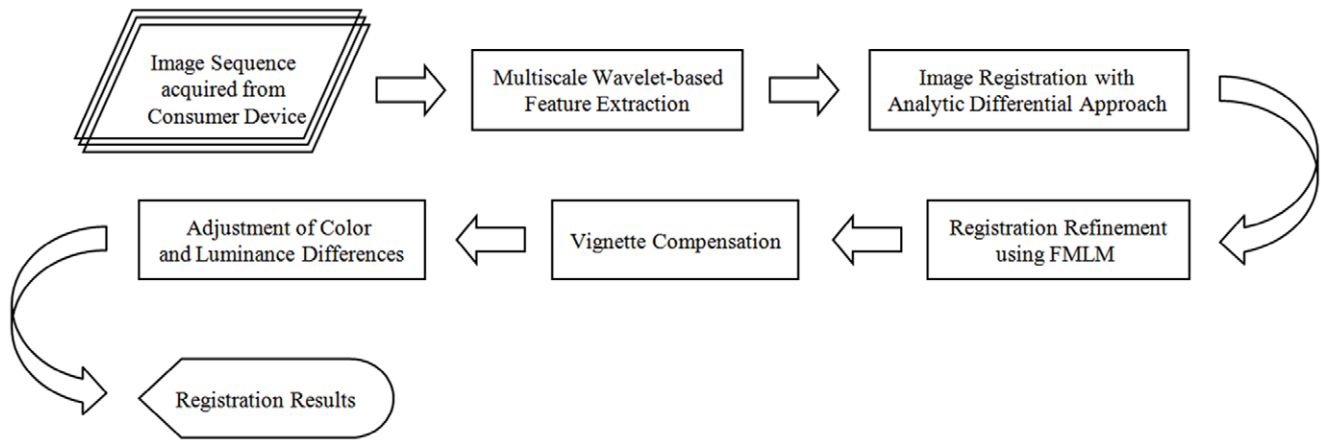 Image Sequence
acquired from
Consumer Device
Multiscale Wavelet-based
Feature Extraction
Image Registration with
Analytic Differential Approach
Registration Refinement
using FMLM
Vignette Compensation
Adjustment of Color
and Luminance Differences
Registration Results